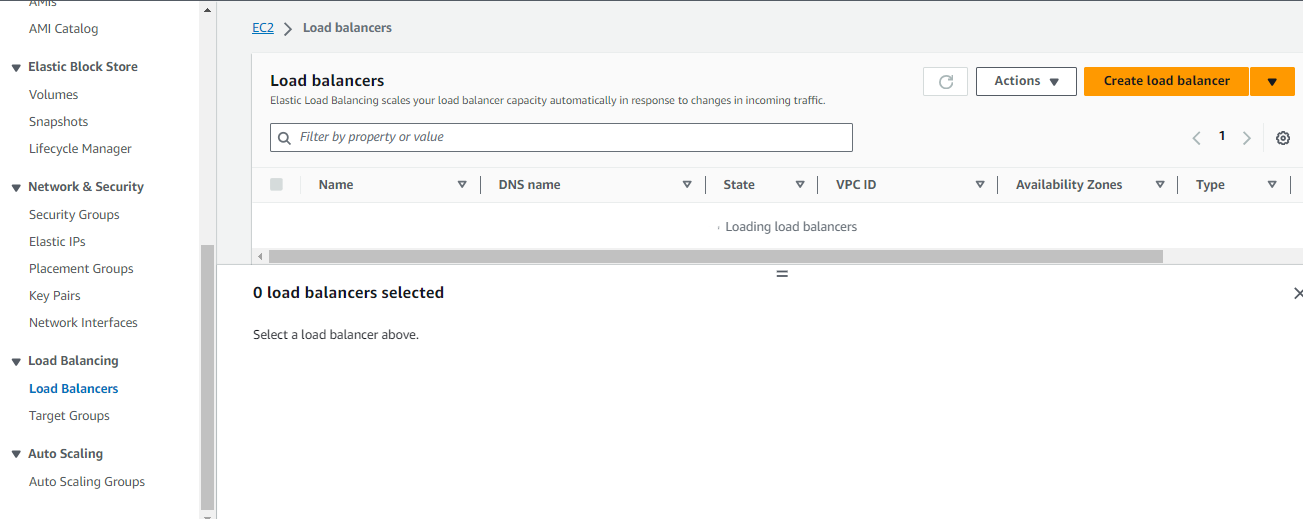 AMIs
AMI Catalog
Elastic Block Store
Volumes
Snapshots
Lifecycle Manager
Network & Security
Security Groups
Elastic IPs
Placement Groups
Key Pairs
Network Interfaces
Load Balancing
Load Balancers
Target Groups
Auto Scaling
Auto Scaling Groups
EC2 > Load balancers
Load balancers
Elastic Load Balancing scales your load balancer capacity automatically in response to changes in incoming traffic.
Actions
Create load balancer
Filter by property or value
1
Name DNS name State VPC ID Availability Zones Type
Loading load balancers
0 load balancers selected
Select a load balancer above.